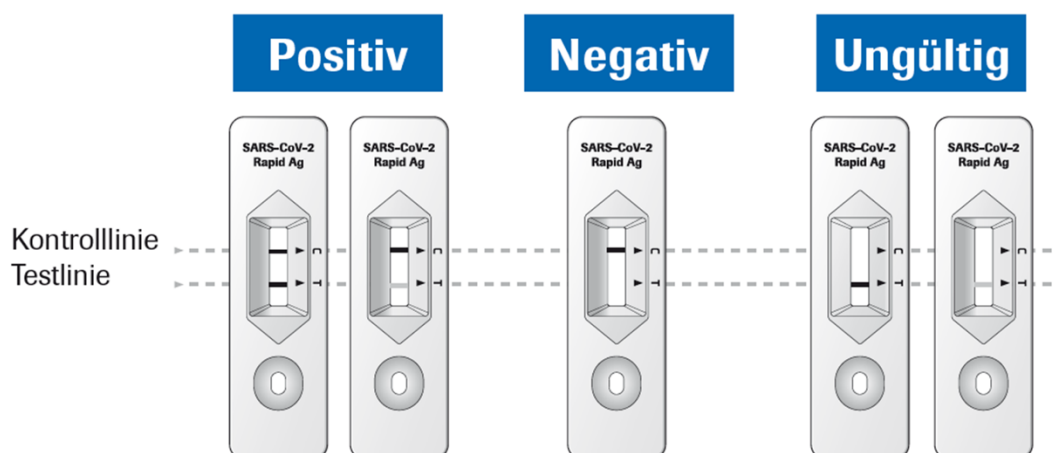 Positiv
Negativ
Ungültig
SARS–CoV–2
Rapid Ag
SARS–CoV–2
Rapid Ag
SARS–CoV–2
Rapid Ag
SARS–CoV–2
Rapid Ag
SARS–CoV–2
Rapid Ag
Kontrolllinie
C
C
C
C
C
Testlinie
T
T
T
T
T